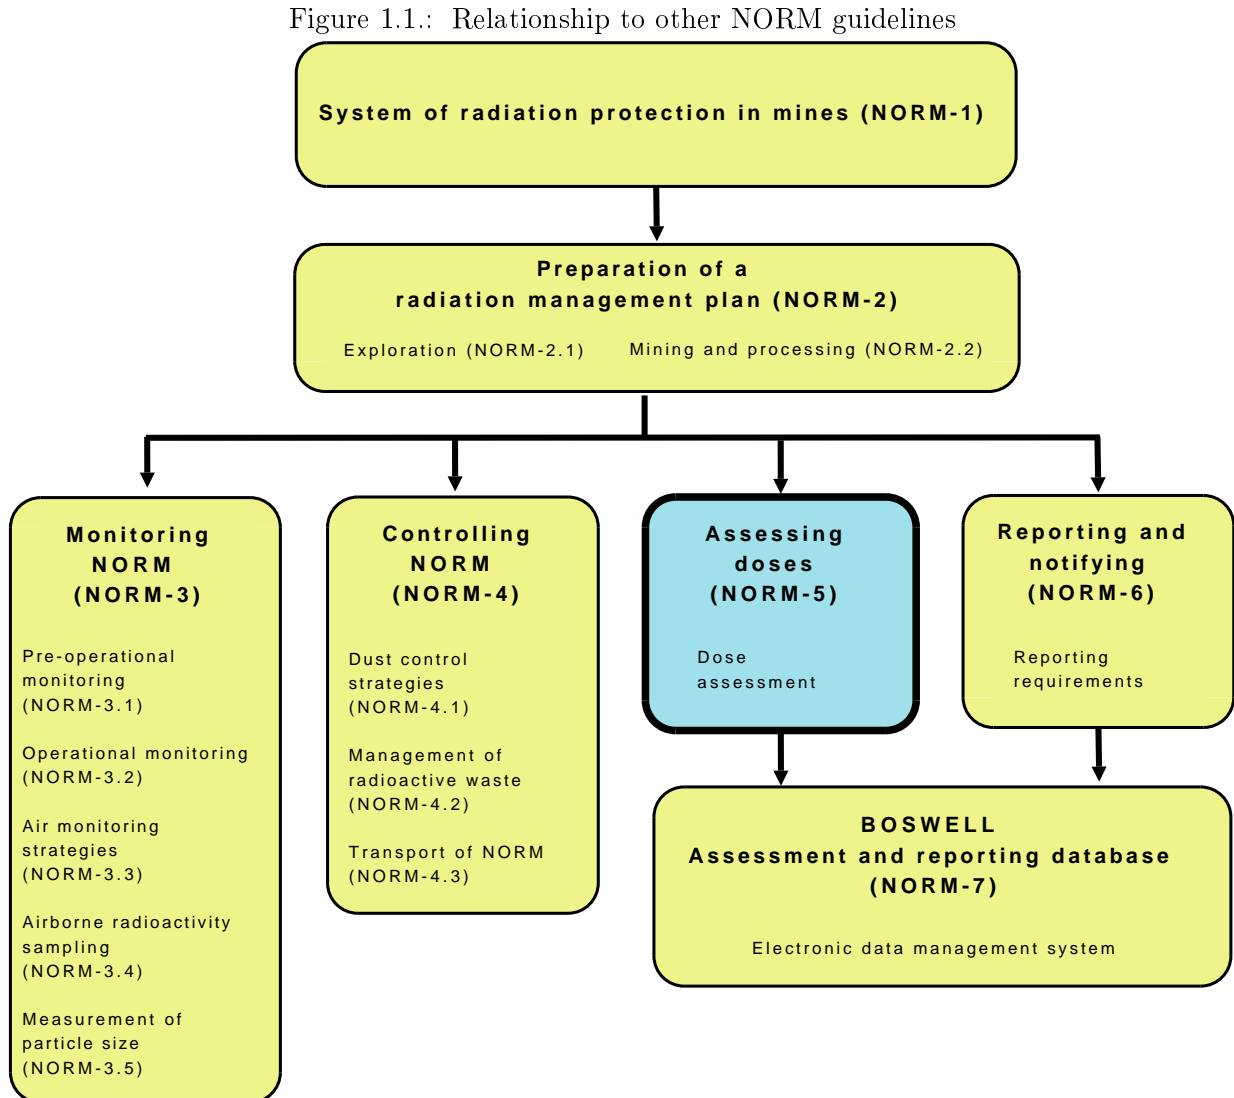 Figure 1.1.: Relationship to other NORM guidelines
System of radiation protection in mines (NORM-1)
Preparation of a
radiation management plan (NORM-2)
Exploration (NORM-2.1)
Mining and processing (NORM-2.2)
Monitoring
NORM
(NORM-3)
Pre-operational
monitoring
(NORM-3.1)
Operational monitoring
(NORM-3.2)
Air monitoring
strategies
(NORM-3.3)
Airborne radioactivity
sampling
(NORM-3.4)
Measurement of
particle size
(NORM-3.5)
Controlling
NORM
(NORM-4)
Dust control
strategies
(NORM-4.1)
Management of
radioactive waste
(NORM-4.2)
Transport of NORM
(NORM-4.3)
Assessing
doses
(NORM-5)
Dose
assessment
Reporting and
notifying
(NORM-6)
Reporting
requirements
BOSWELL
Assessment and reporting database
(NORM-7)
Electronic data management system